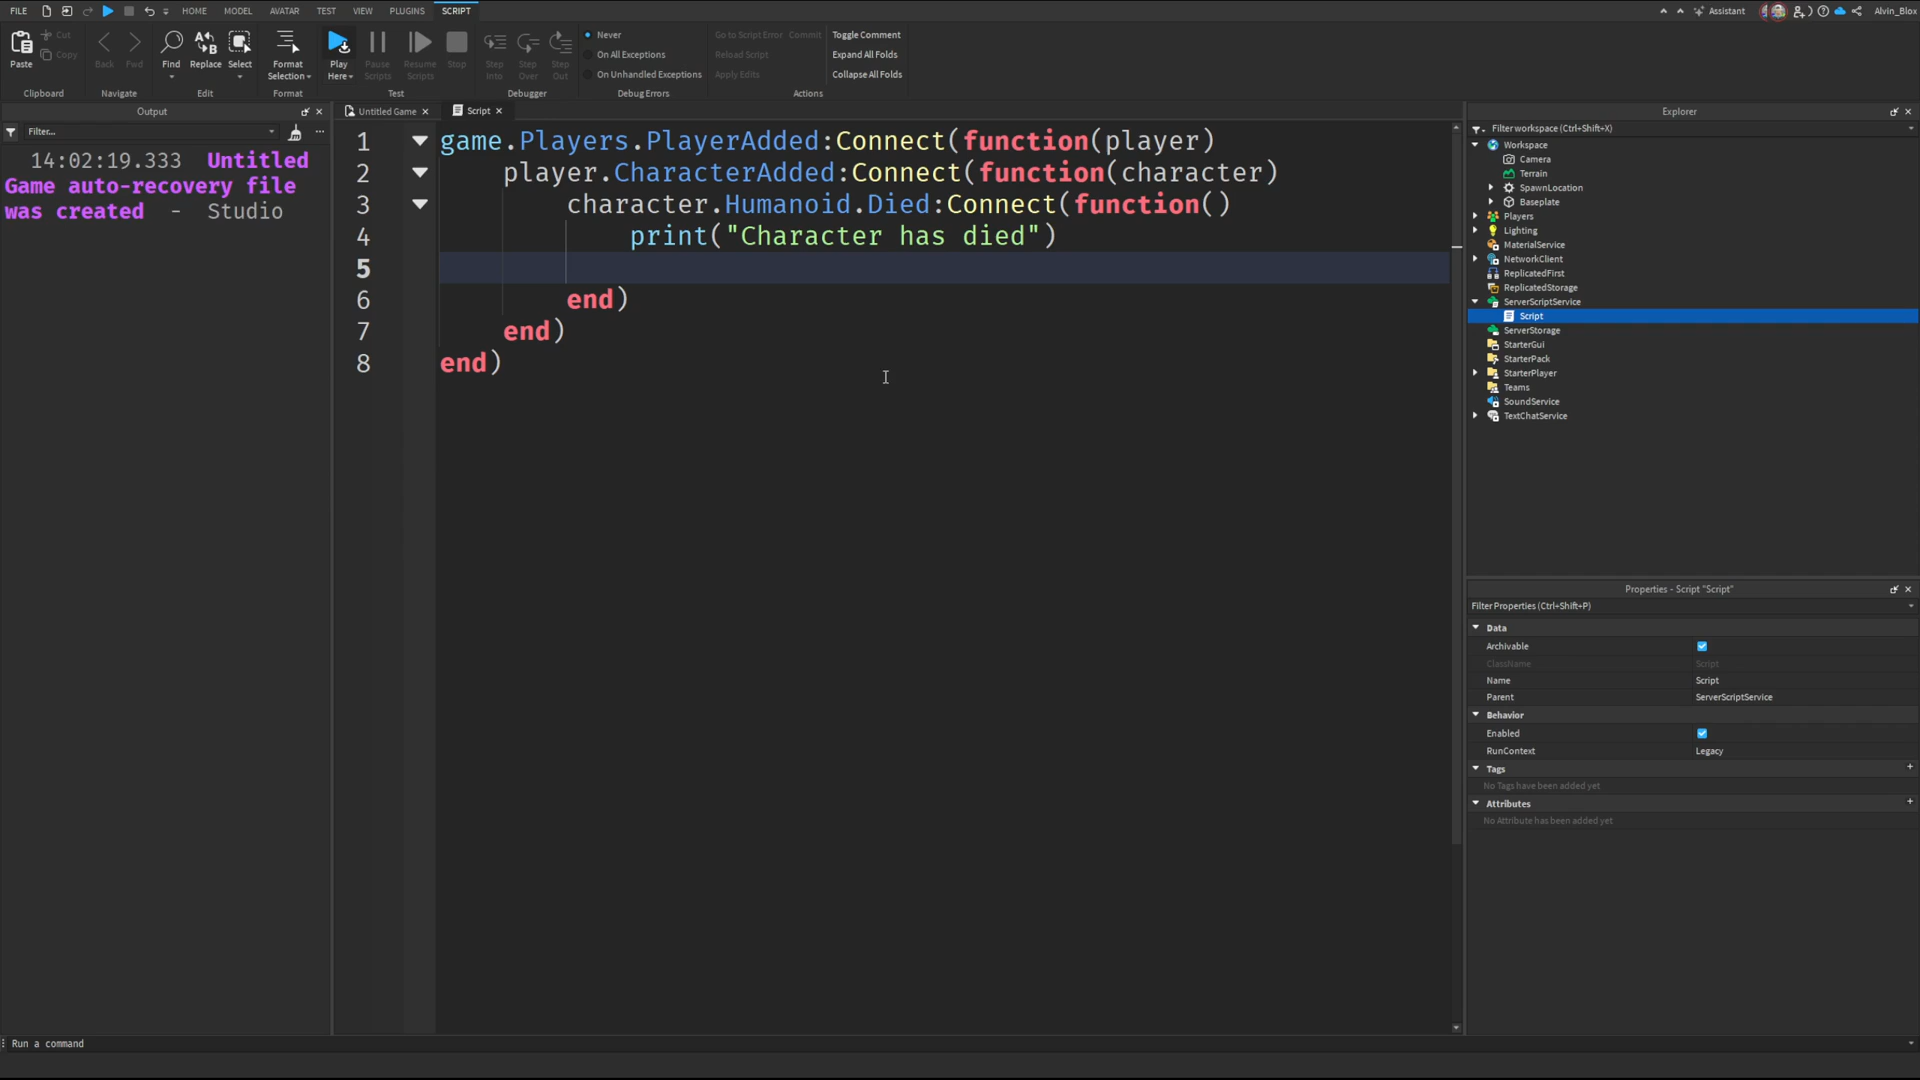 FILE HOME MODEL AVATAR TEST VIEW PLUGINS SCRIPT Assistant Alvin_Blox
Paste Cut Copy
Clipboard
Back Fwd
Navigate
Find Replace Select
Edit
Format Selection
Format
Play Here Pause Scripts Resume Scripts Stop
Test
Step Into Step Over Step Out
Debugger
Never
On All Exceptions
On Unhandled Exceptions
Debug Errors
Go to Script Error Commit
Reload Script
Apply Edits
Toggle Comment
Expand All Folds
Collapse All Folds
Actions
Output
Filter...
14:02:19.333 Untitled
Game auto-recovery file
was created - Studio
Untitled Game
Script
1 game.Players.PlayerAdded:Connect(function(player)
2 player.CharacterAdded:Connect(function(character)
3 character.Humanoid.Died:Connect(function()
4 print("Character has died")
5
6 end)
7 end)
8 end)
Explorer
Filter workspace (Ctrl+Shift+X)
Workspace
Camera
Terrain
SpawnLocation
Baseplate
Players
Lighting
MaterialService
NetworkClient
ReplicatedFirst
ReplicatedStorage
ServerScriptService
Script
ServerStorage
StarterGui
StarterPack
StarterPlayer
Teams
SoundService
TextChatService
Properties - Script "Script"
Filter Properties (Ctrl+Shift+P)
Data
Archivable
ClassName Script
Name Script
Parent ServerScriptService
Behavior
Enabled
RunContext Legacy
Tags
No Tags have been added yet
Attributes
No Attribute has been added yet
Run a command